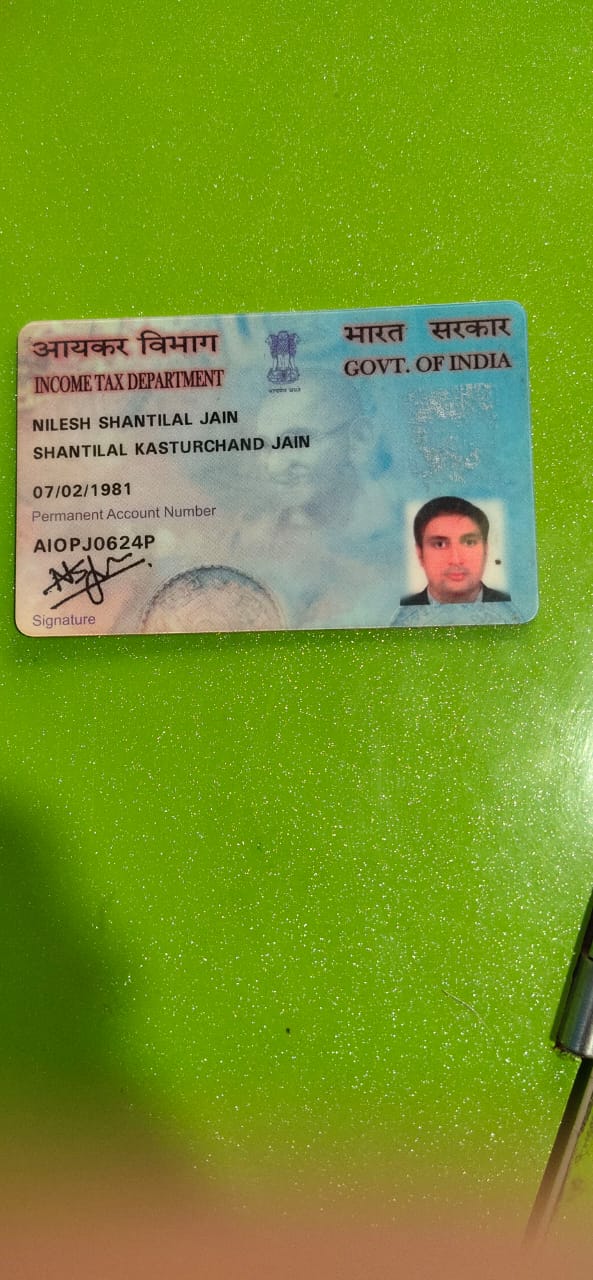 आयकर विभाग
INCOME TAX DEPARTMENT
भारत सरकार
GOVT. OF INDIA
NILESH SHANTILAL JAIN
SHANTILAL KASTURCHAND JAIN
07/02/1981
Permanent Account Number
AIOPJ0624P
Signature